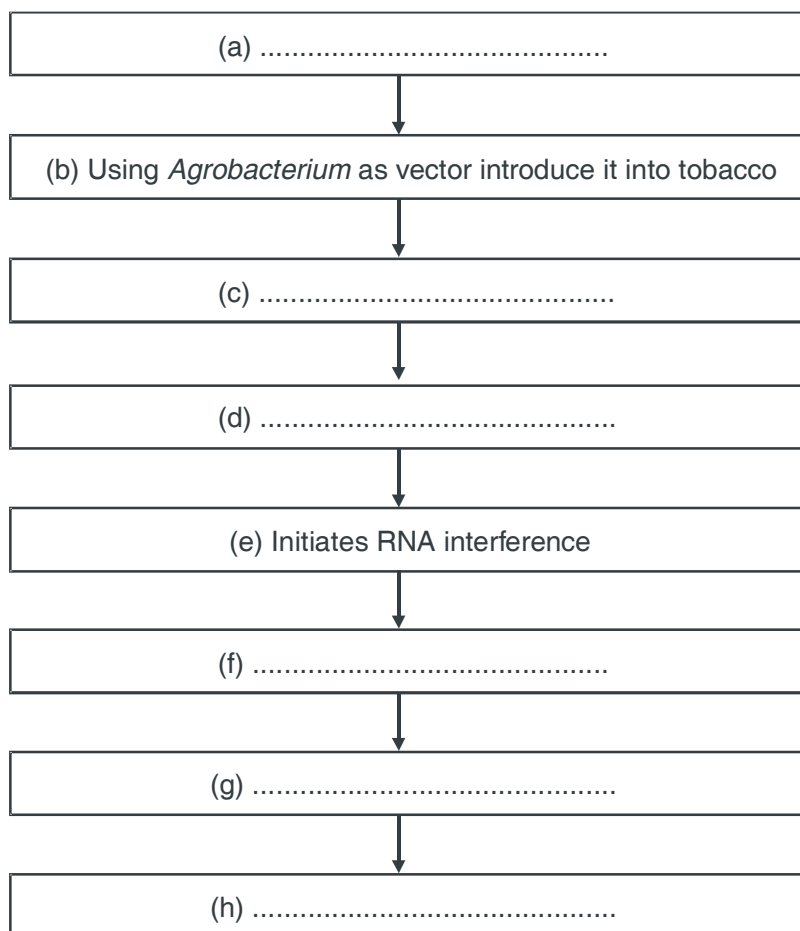 (a) ............................................
(b) Using Agrobacterium as vector introduce it into tobacco
(c) .............................................
(d) .............................................
(e) Initiates RNA interference
(f) .............................................
(g) ..............................................
(h) ..............................................